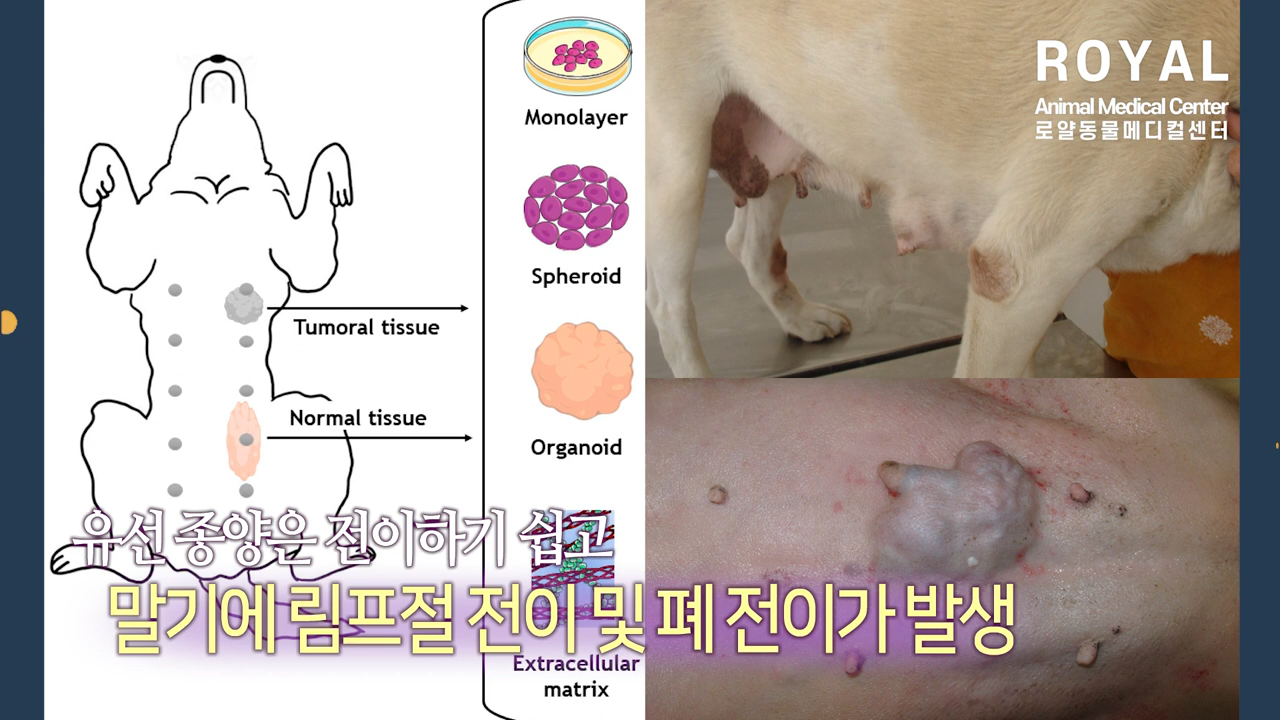 Monolayer
Spheroid
Tumoral tissue
Normal tissue
Organoid
Extracellular
matrix
ROYAL
Animal Medical Center
로얄동물메디컬센터
유선 종양은 전이하기 쉽고
말기에 림프절 전이 및 폐 전이가 발생